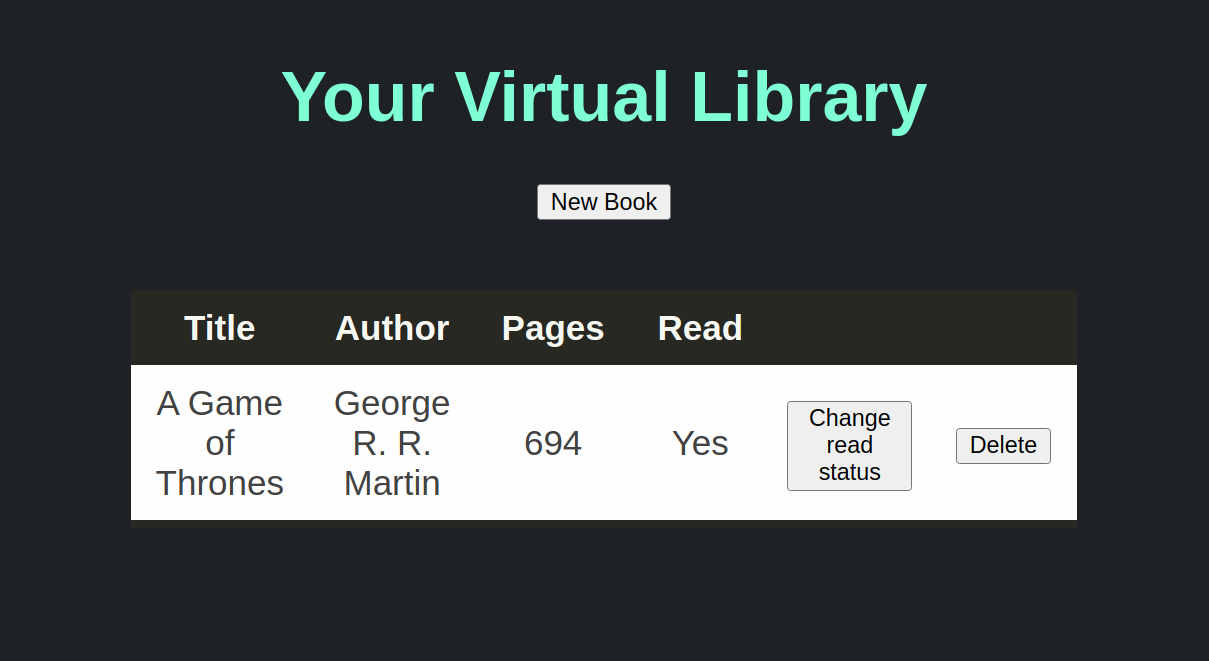 Your Virtual Library
New Book
Title Author Pages Read
A Game
of
Thrones
George
R. R.
Martin
694
Yes
Change
read
status
Delete